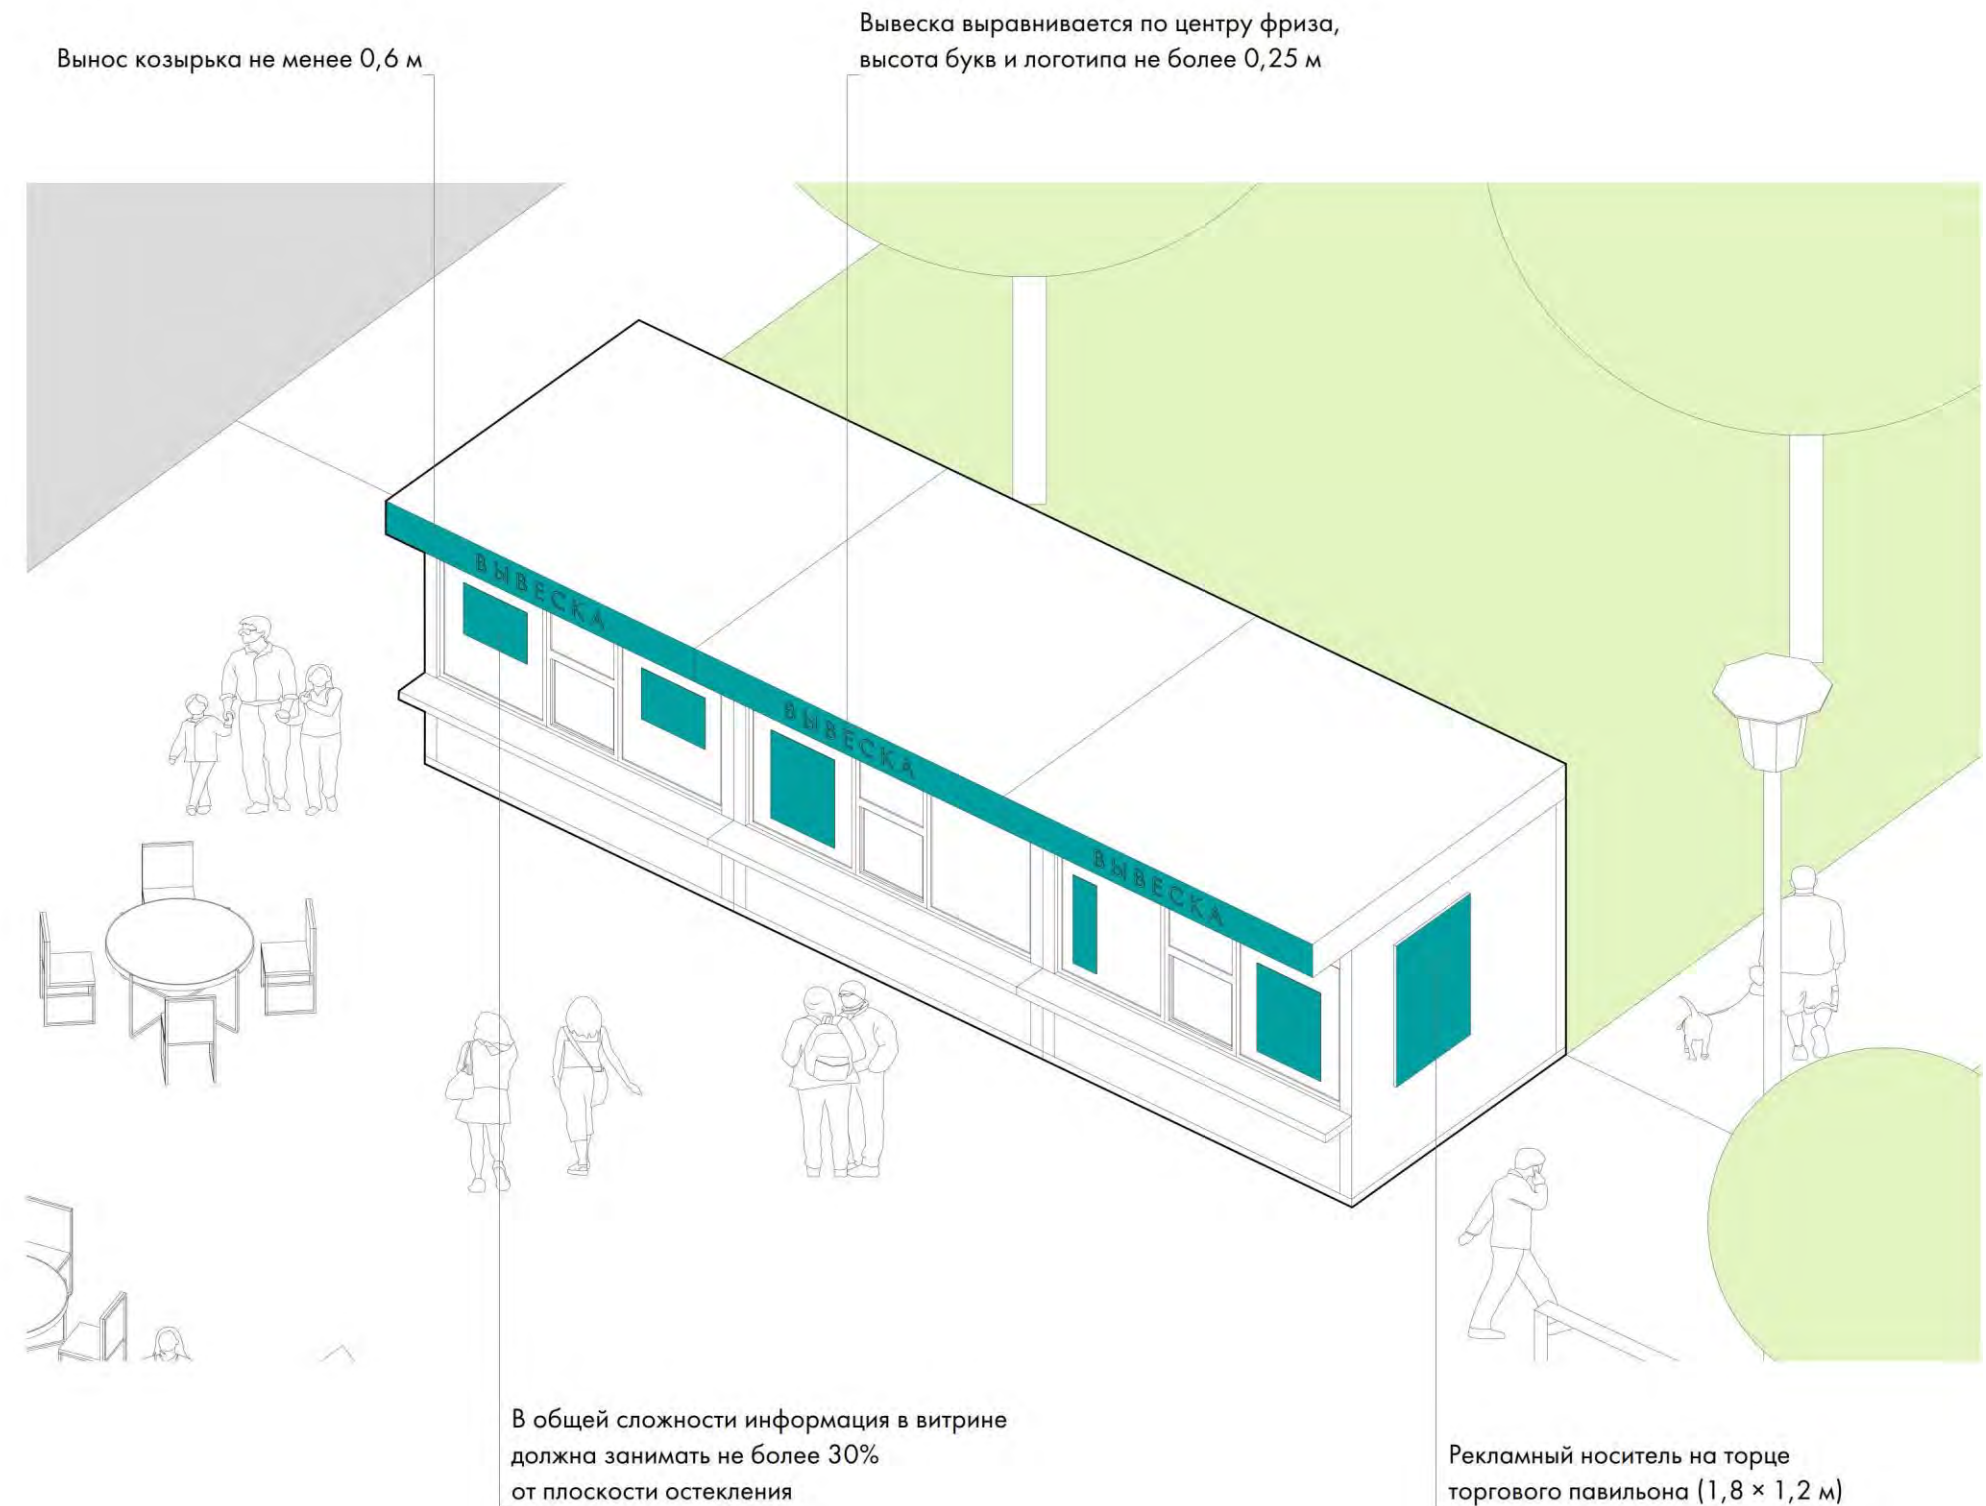 Вынос козырька не менее 0,6 м
Вывеска выравнивается по центру фриза,
высота букв и логотипа не более 0,25 м
ВЫВЕСКА
ВЫВЕСКА
ВЫВЕСКА
В общей сложности информация в витрине
должна занимать не более 30%
от плоскости остекления
Рекламный носитель на торце
торгового павильона (1,8 × 1,2 м)